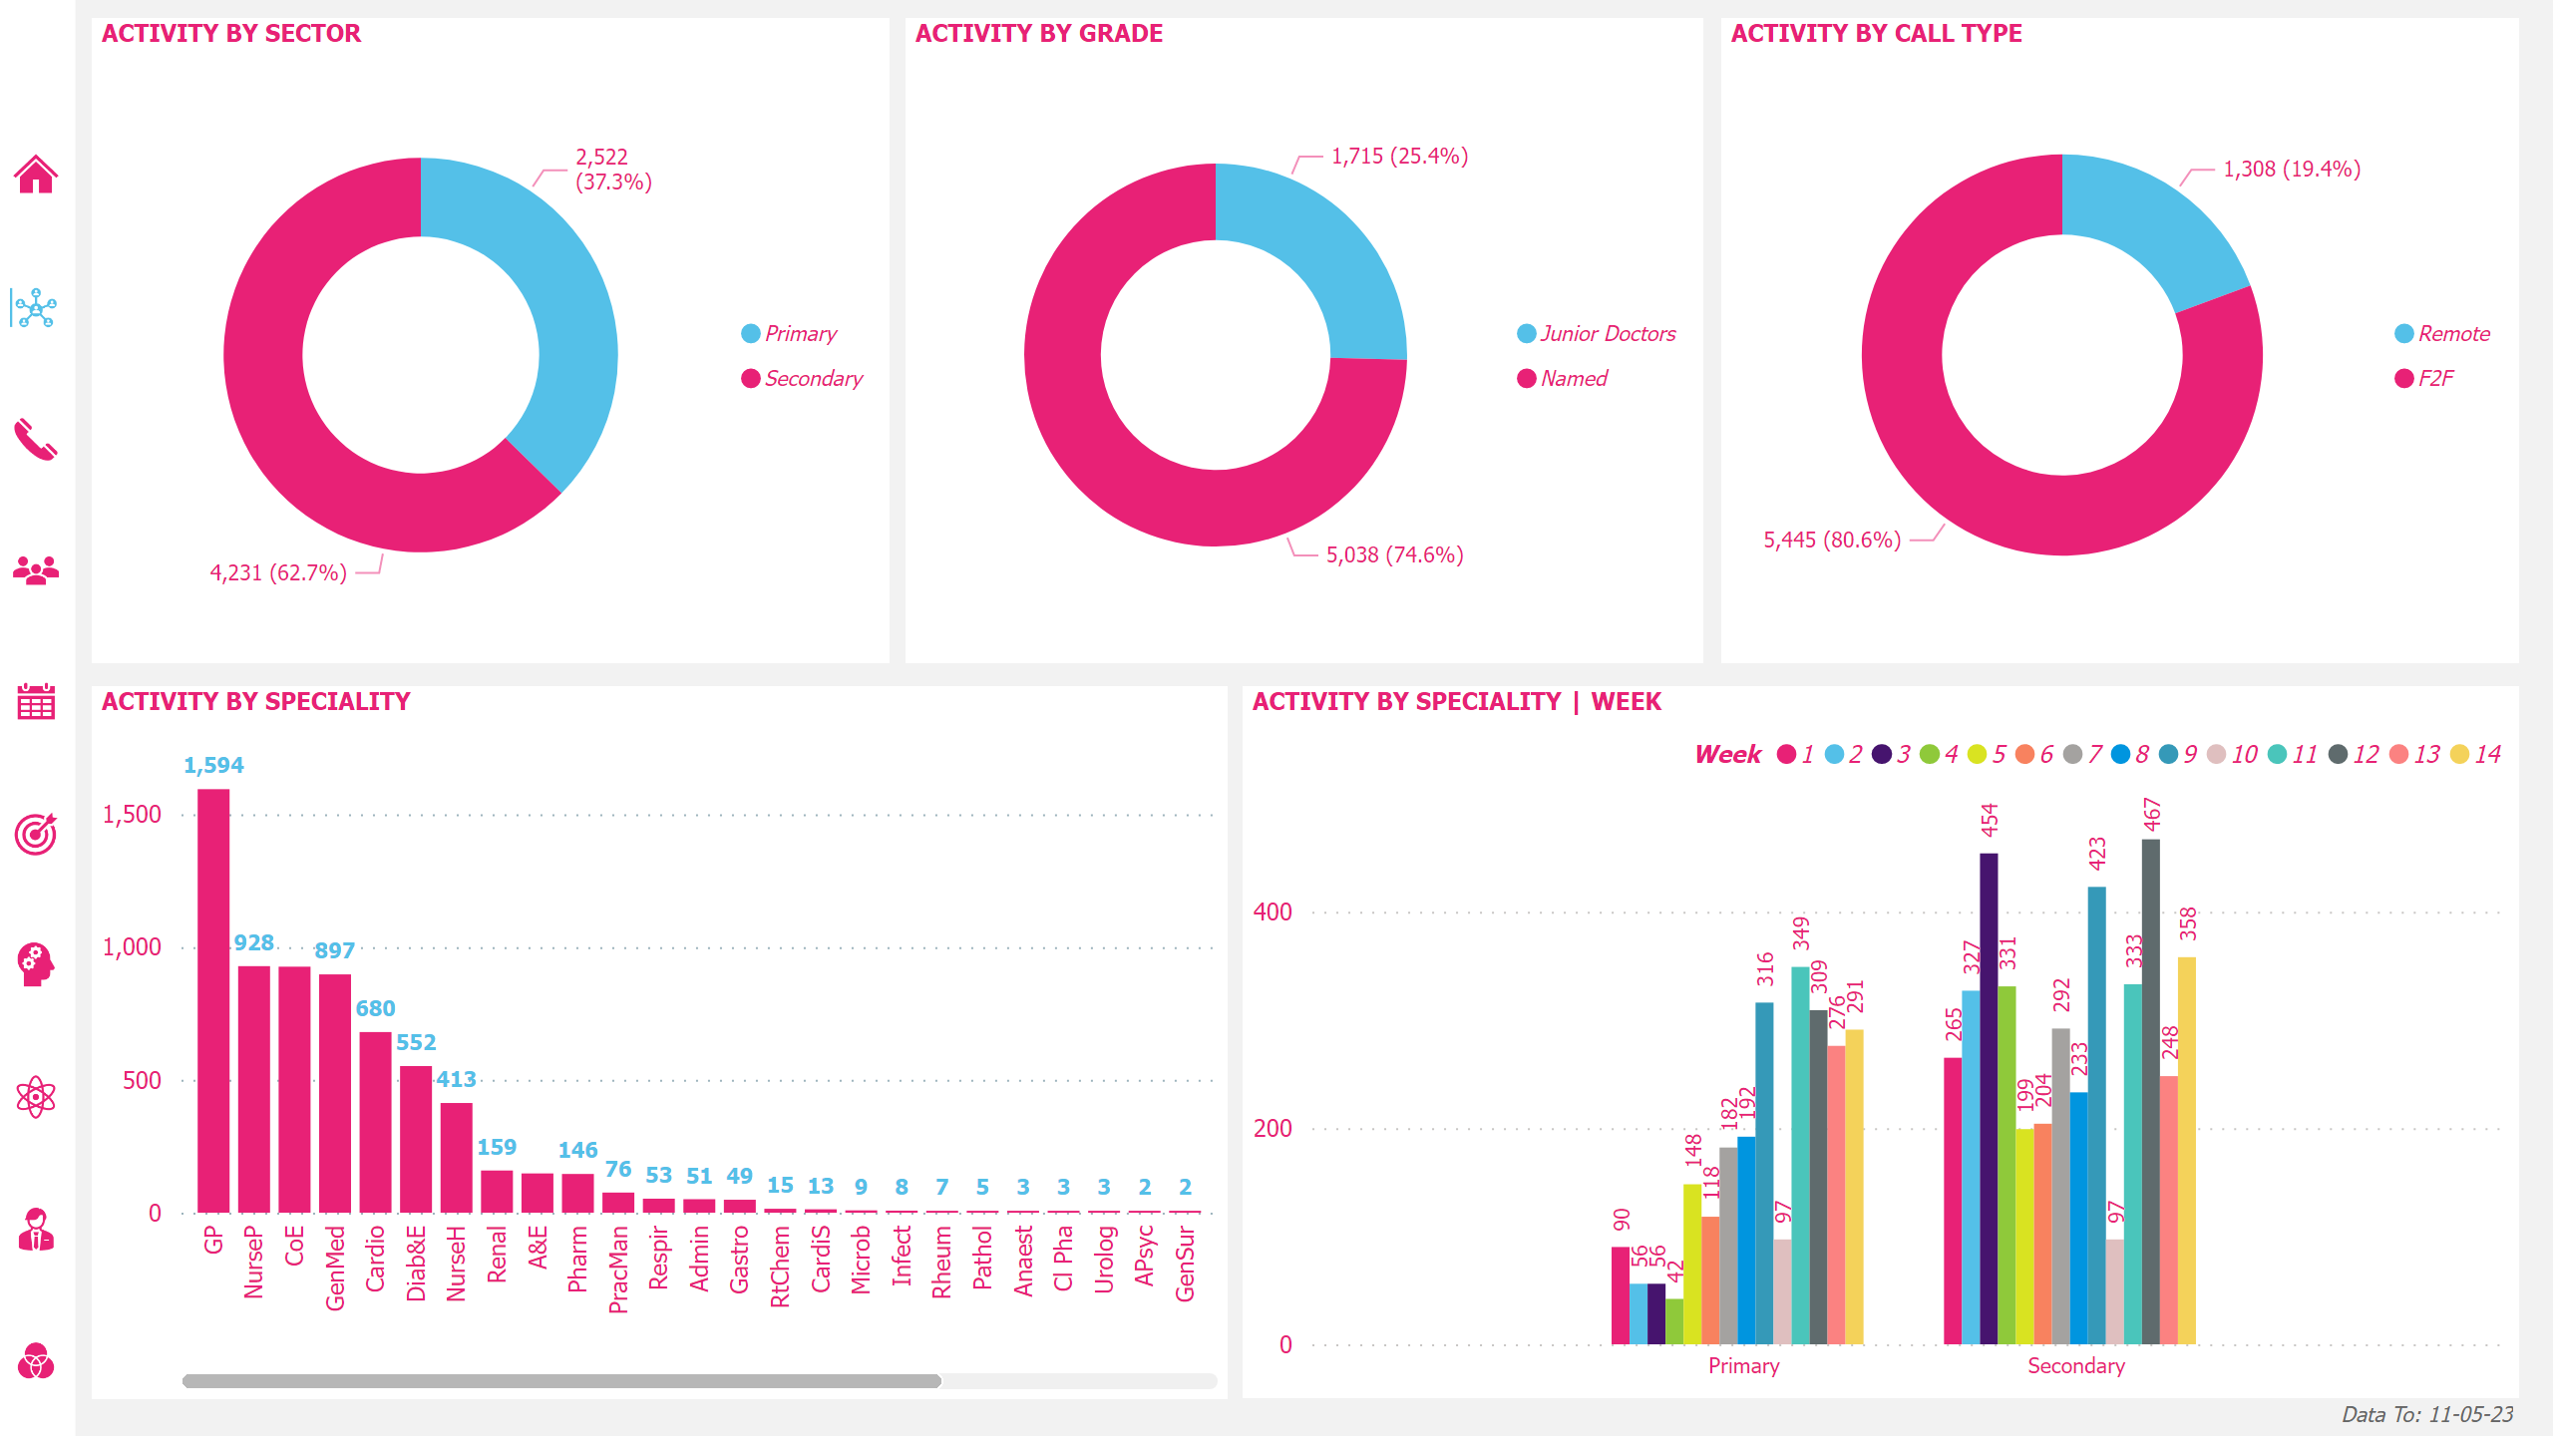 ACTIVITY BY SECTOR
2,522
(37.3%)
4,231 (62.7%)
Primary
Secondary
ACTIVITY BY GRADE
1,715 (25.4%)
5,038 (74.6%)
Junior Doctors
Named
ACTIVITY BY CALL TYPE
1,308 (19.4%)
5,445 (80.6%)
Remote
F2F
ACTIVITY BY SPECIALITY
1,500
1,000
500
0
1,594
928
897
680
552
413
159
146
76
53
51
49
15
13
9
8
7
5
3
3
3
2
2
GP
NurseP
CoE
GenMed
Cardio
Diab&E
NurseH
Renal
A&E
Pharm
PracMan
Respir
Admin
Gastro
RtChem
CardiS
Microb
Infect
Rheum
Pathol
Anaest
Cl Pha
Urolog
APsyc
GenSur
ACTIVITY BY SPECIALITY | WEEK
Week 1 2 3 4 5 6 7 8 9 10 11 12 13 14
400
200
0
90
56
56
42
148
118
182
192
316
97
349
309
276
291
265
327
454
331
199
204
292
233
423
97
333
467
248
358
Primary
Secondary
Data To: 11-05-23